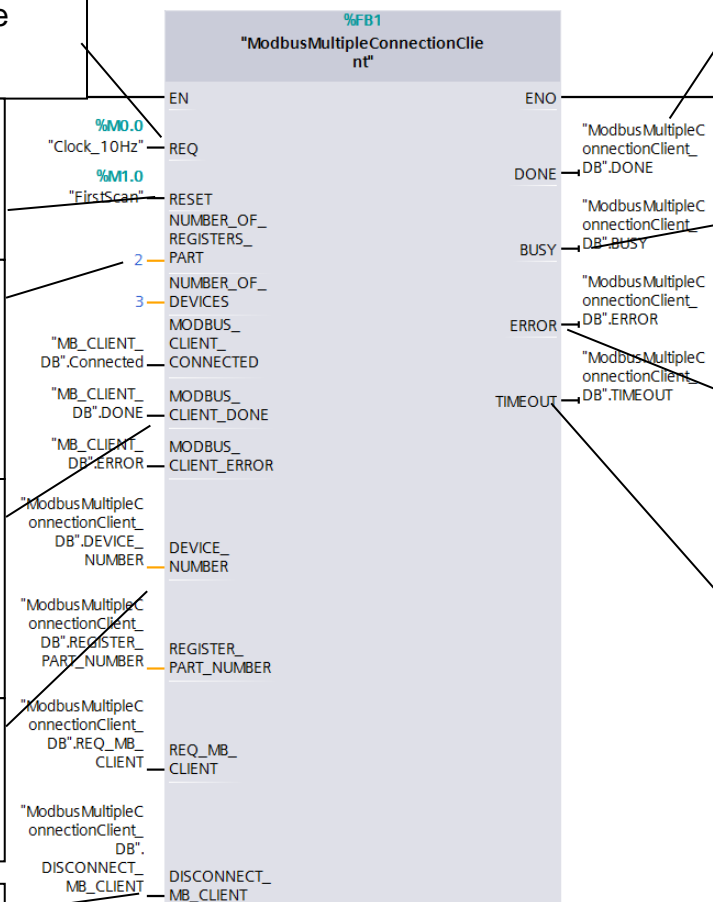 e
%FB1
"ModbusMultipleConnectionClie
nt"
EN
ENO
%M0.0
"Clock_10Hz"
REQ
%M1.0
"FirstScan"
RESET
NUMBER_OF_
REGISTERS_
2
PART
NUMBER_OF_
3
DEVICES
MODBUS_
CLIENT_
CONNECTED
"MB_CLIENT_
DB".Connected
"MB_CLIENT_
DB".DONE
MODBUS_
CLIENT_DONE
"MB_CLIENT_
DB".ERROR
MODBUS_
CLIENT_ERROR
"ModbusMultipleC
onnectionClient_
DB".DEVICE_
NUMBER
DEVICE_
NUMBER
"ModbusMultipleC
onnectionClient_
DB".REGISTER_
PART_NUMBER
REGISTER_
PART_NUMBER
"ModbusMultipleC
onnectionClient_
DB".REQ_MB_
CLIENT
REQ_MB_
CLIENT
"ModbusMultipleC
onnectionClient_
DB".
DISCONNECT_
MB_CLIENT
DISCONNECT_
MB_CLIENT
DONE
"ModbusMultipleC
onnectionClient_
DB".DONE
BUSY
"ModbusMultipleC
onnectionClient_
DB".BUSY
ERROR
"ModbusMultipleC
onnectionClient_
DB".ERROR
TIMEOUT
"ModbusMultipleC
onnectionClient_
DB".TIMEOUT